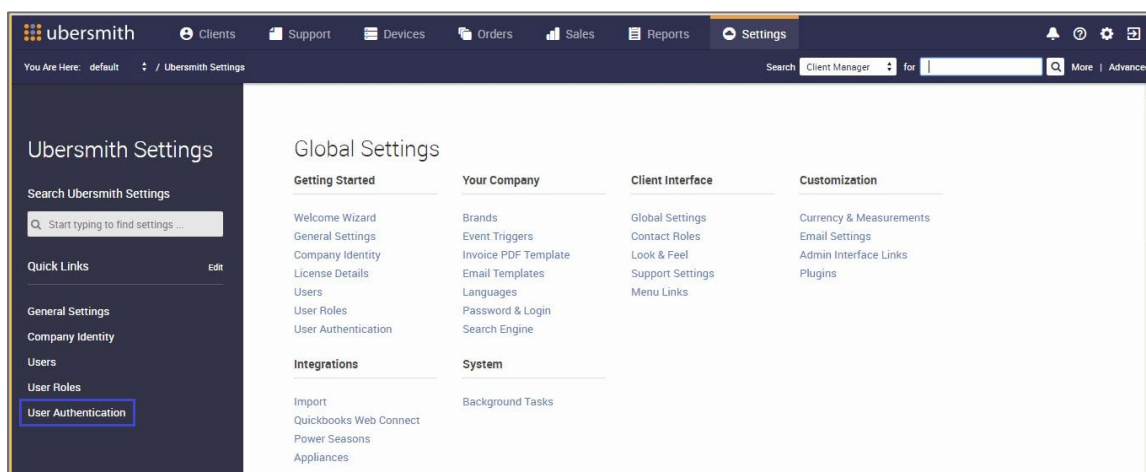 ubersmith Clients Support Devices Orders Sales Reports Settings
You Are Here: default / Ubersmith Settings Search Client Manager for More | Advance
Ubersmith Settings
Search Ubersmith Settings
Start typing to find settings ...
Quick Links Edit
General Settings
Company Identity
Users
User Roles
User Authentication
Global Settings
Getting Started
Welcome Wizard
General Settings
Company Identity
License Details
Users
User Roles
User Authentication
Your Company
Brands
Event Triggers
Invoice PDF Template
Email Templates
Languages
Password & Login
Search Engine
Client Interface
Global Settings
Contact Roles
Look & Feel
Support Settings
Menu Links
Customization
Currency & Measurements
Email Settings
Admin Interface Links
Plugins
Integrations
Import
Quickbooks Web Connect
Power Seasons
Appliances
System
Background Tasks